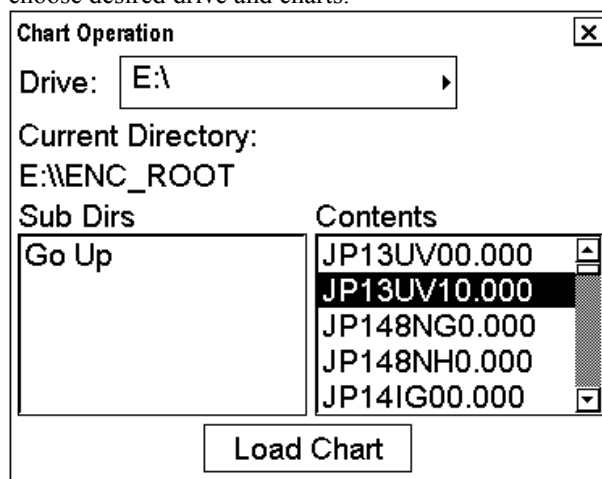 choose desired drive and charts.
Chart Operation
Drive: E:\
Current Directory:
E:\\ENC_ROOT
Sub Dirs
Contents
Go Up
JP13UV00.000
JP13UV10.000
JP148NG0.000
JP148NH0.000
JP14IG00.000
Load Chart